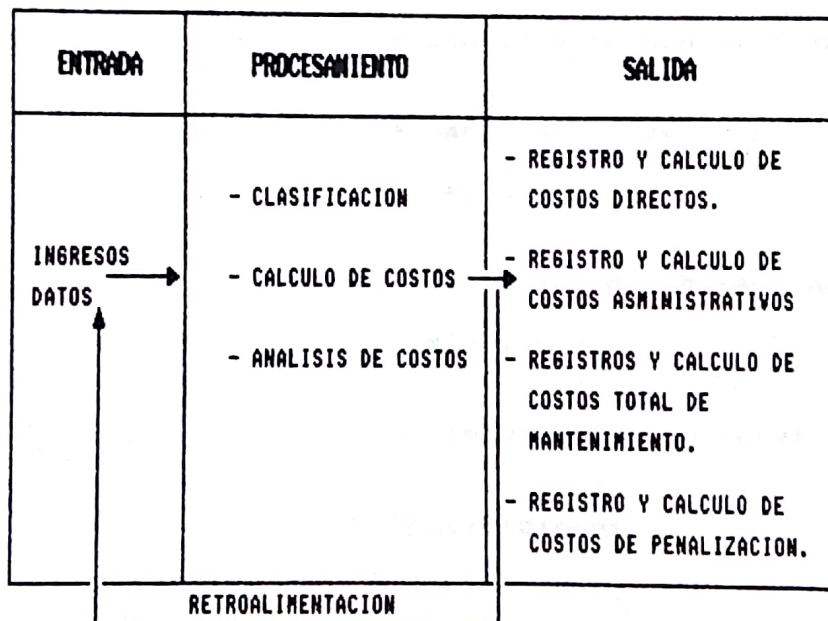 ENTRADA
PROCESAMIENTO
SALIDA
INGRESOS
DATOS
- CLASIFICACION
- CALCULO DE COSTOS
- ANALISIS DE COSTOS
- REGISTRO Y CALCULO DE
COSTOS DIRECTOS.
- REGISTRO Y CALCULO DE
COSTOS ASMINISTRATIVOS
- REGISTROS Y CALCULO DE
COSTOS TOTAL DE
MANTENIMIENTO.
- REGISTRO Y CALCULO DE
COSTOS DE PENALIZACION.
RETROALIMENTACION